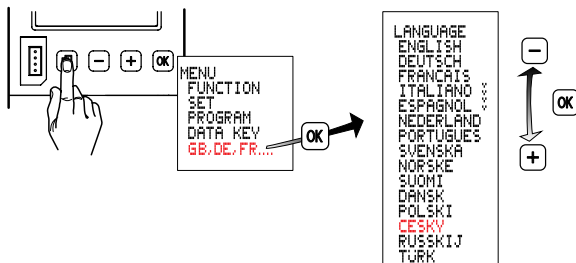 OK
MENU
FUNCTION
SET
PROGRAM
DATA KEY
GB,DE,FR....
OK
LANGUAGE
ENGLISH
DEUTSCH
FRANCAIS
ITALIANO
ESPAGNOL
NEDERLAND
PORTUGUES
SVENSKA
NORSKE
SUOMI
DANSK
POLSKI
CESKY
RUSSKIJ
TURK
OK